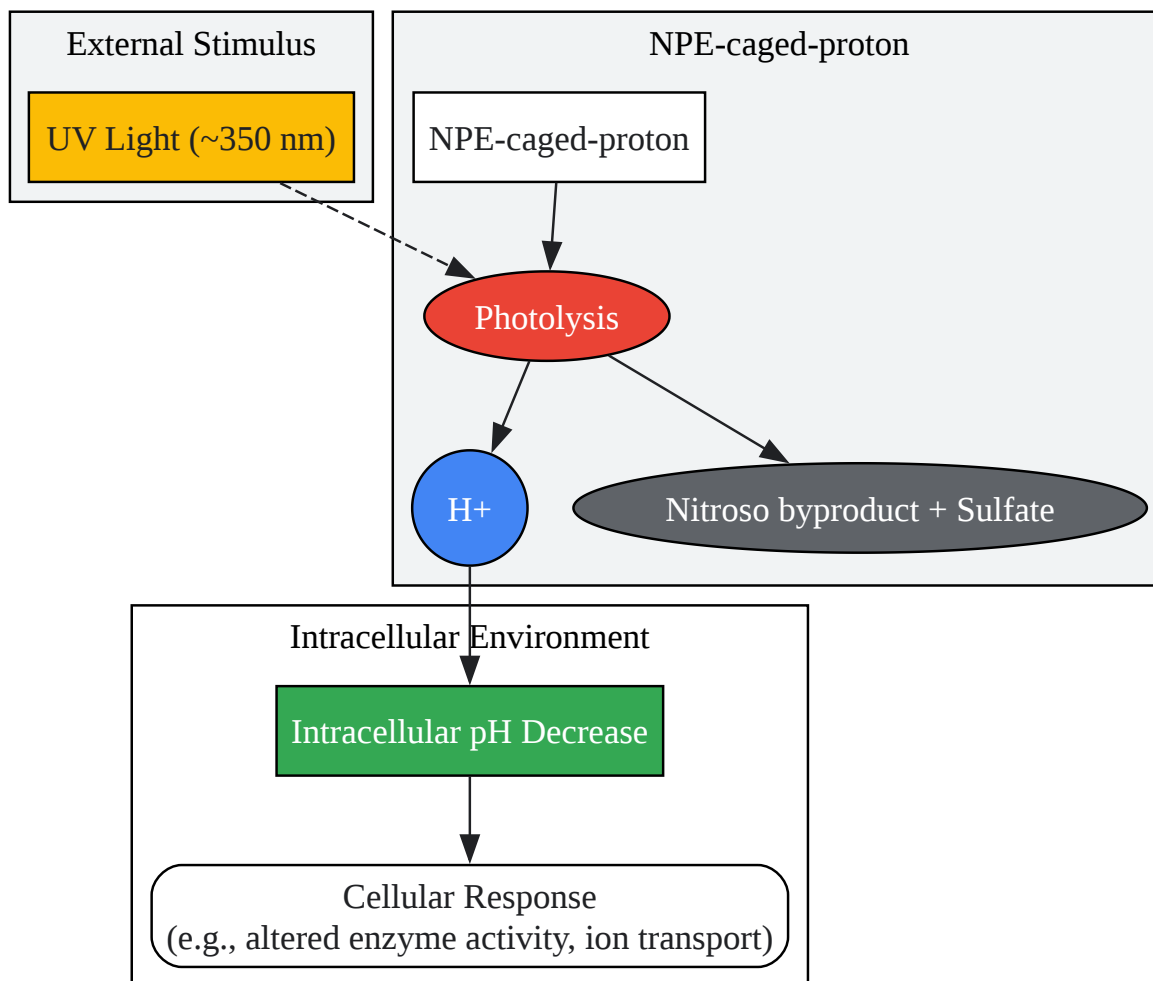 External Stimulus
UV Light (~350 nm)
NPE-caged-proton
NPE-caged-proton
Photolysis
H+
Nitroso byproduct + Sulfate
Intracellular Environment
Intracellular pH Decrease
Cellular Response
(e.g., altered enzyme activity, ion transport)